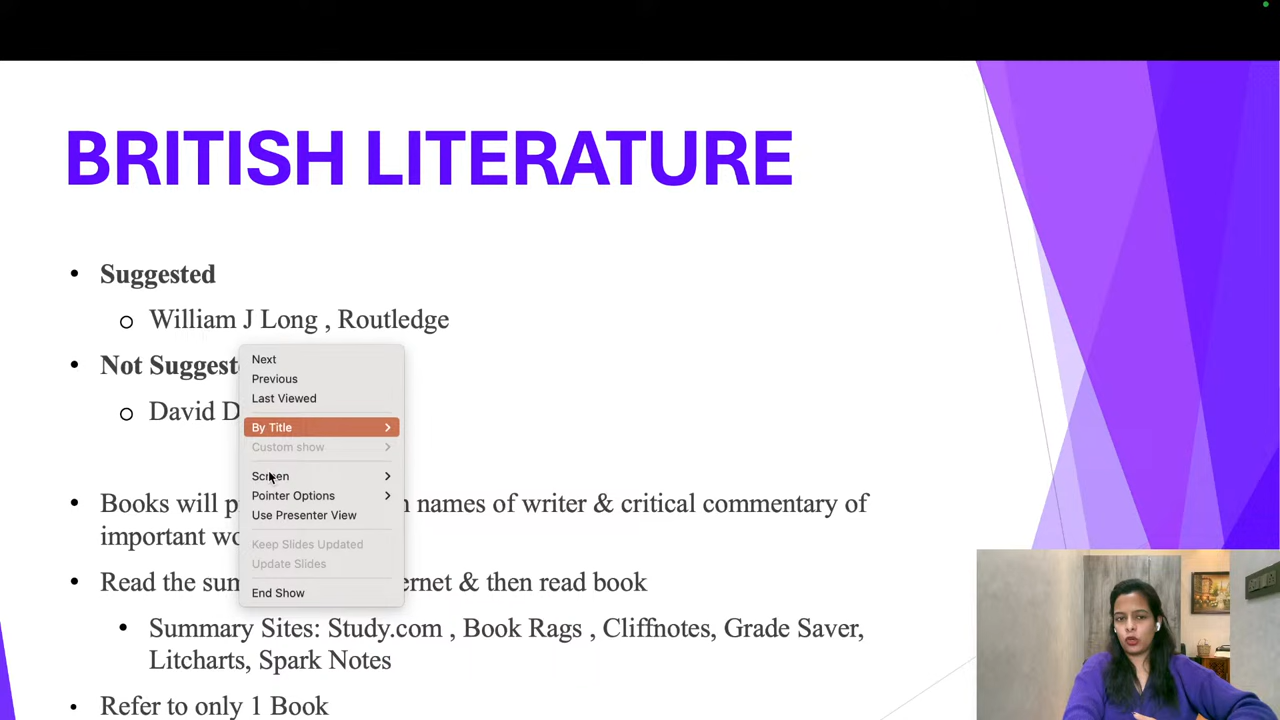 BRITISH LITERATURE
• Suggested
o William J Long , Routledge
• Not Suggest
o David D
Next
Previous
Last Viewed
By Title
Custom show
Screen
Pointer Options
Use Presenter View
Keep Slides Updated
Update Slides
End Show
• Books will names of writer & critical commentary of
important
• Read the & then read book
• Summary Sites: Study.com , Book Rags , Cliffnotes, Grade Saver,
Litcharts, Spark Notes
• Refer to only 1 Book